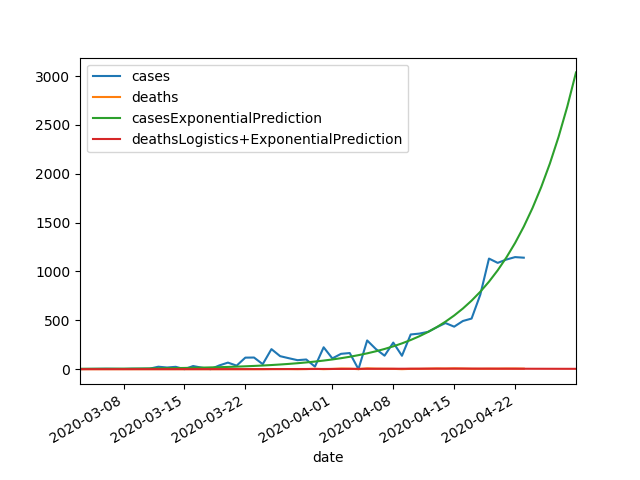 cases
deaths
casesExponentialPrediction
deathsLogistics+ExponentialPrediction
3000
2500
2000
1500
1000
500
0
2020-03-08
2020-03-15
2020-03-22
2020-04-01
2020-04-08
2020-04-15
2020-04-22
date